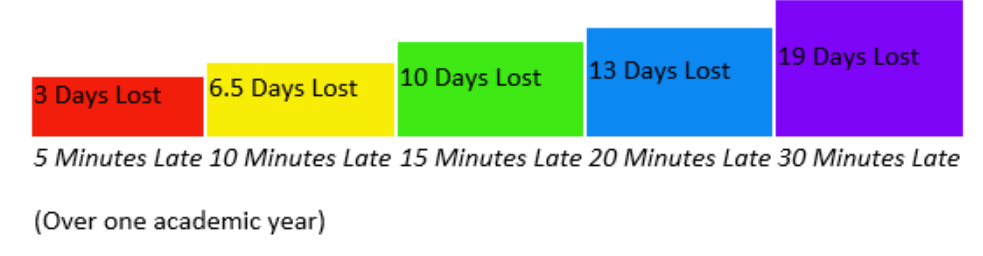 3 Days Lost
6.5 Days Lost
10 Days Lost
13 Days Lost
19 Days Lost
5 Minutes Late 10 Minutes Late 15 Minutes Late 20 Minutes Late 30 Minutes Late
(Over one academic year)